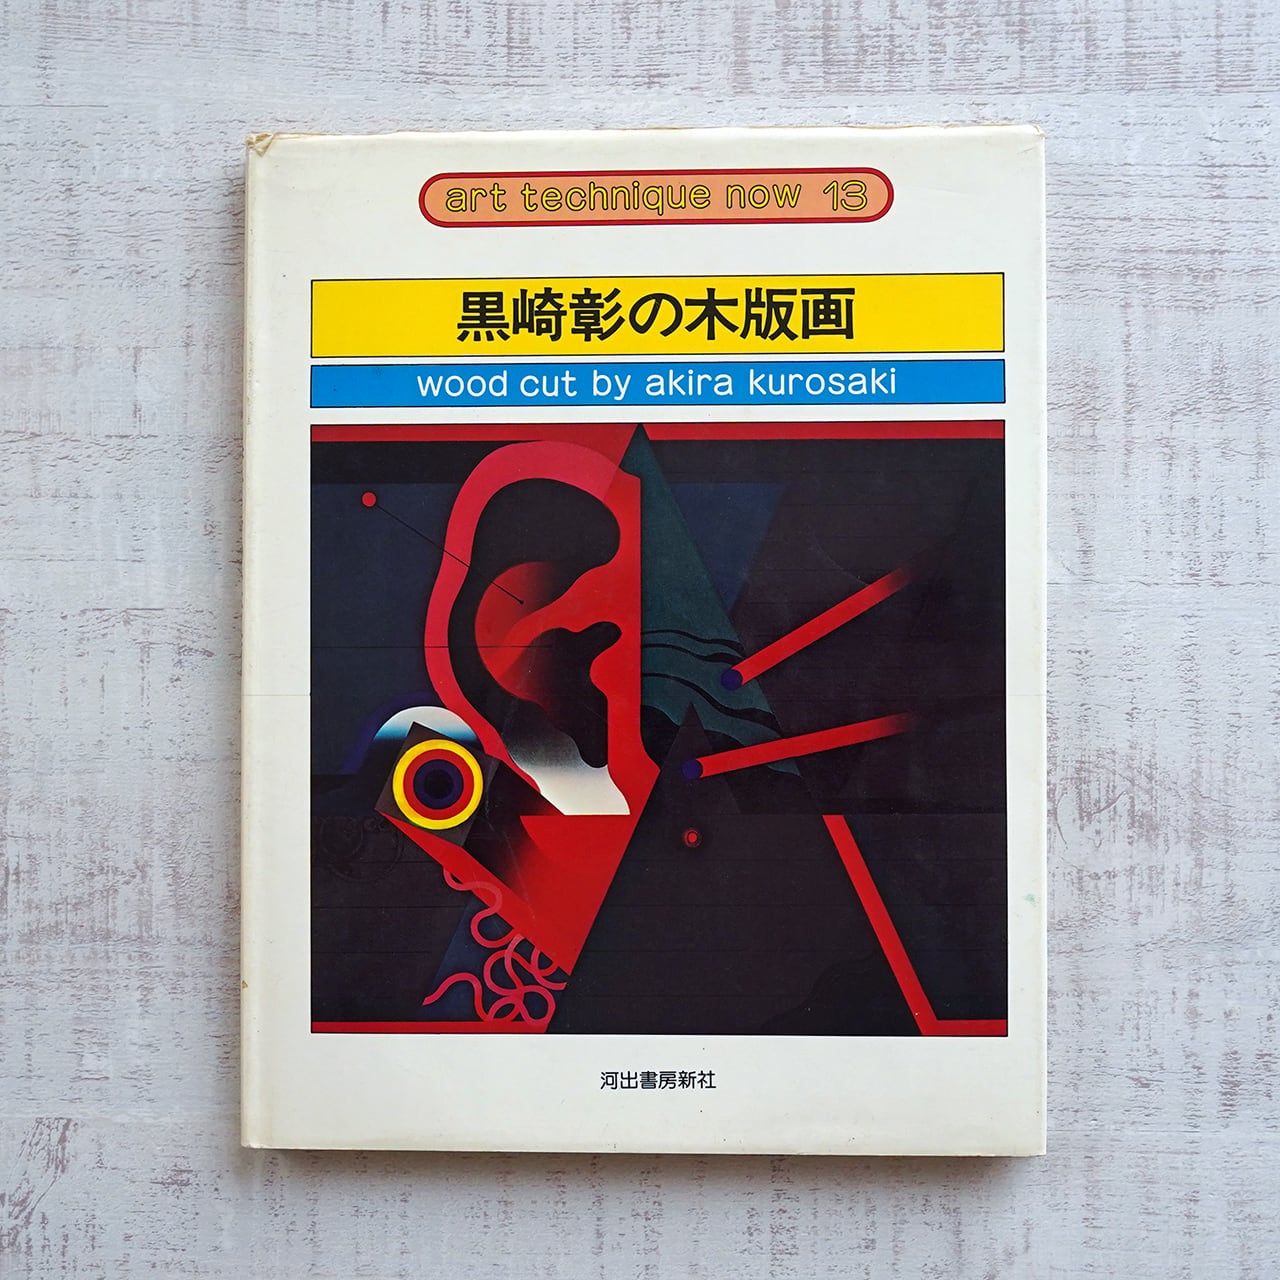 art technique now 13
黒崎彰の木版画
wood cut by akira kurosaki
河出書房新社